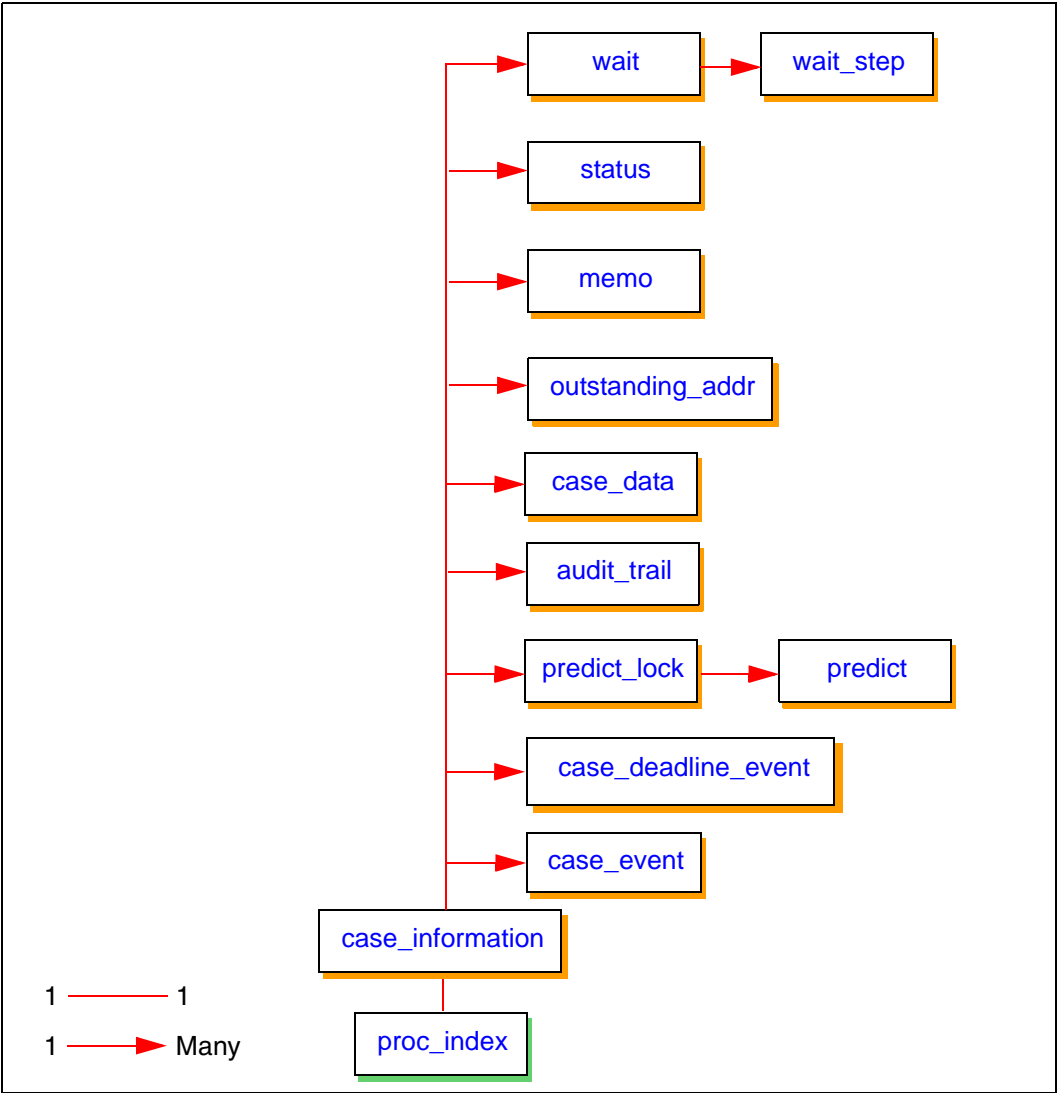 wait wait_step
status
memo
outstanding_addr
case_data
audit_trail
predict_lock predict
case_deadline_event
case_event
case_information
1 1
1 Many
proc_index